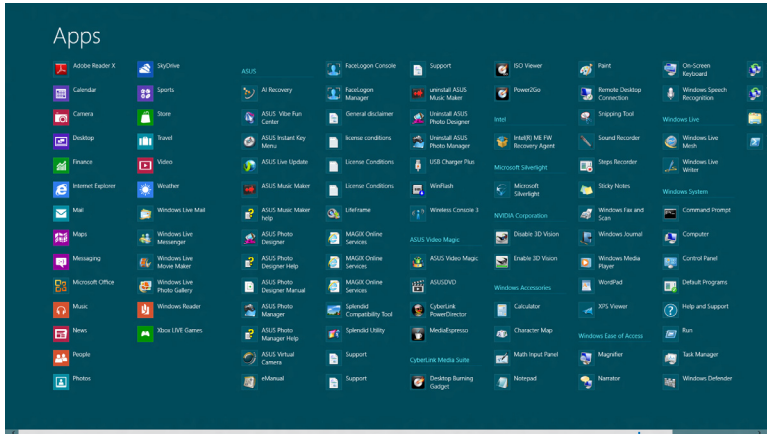 Apps
Adobe Reader X
Calendar
Camera
Desktop
Finance
Internet Explorer
Mail
Maps
Messaging
Microsoft Office
Music
News
People
Photos
SkyDrive
Sports
Store
Travel
Video
Weather
Windows Live Mail
Windows Live
Messenger
Windows Live
Movie Maker
Windows Live
Photo Gallery
Windows Reader
Xbox LIVE Games
ASUS
AI Recovery
ASUS Vibe Fun
Center
ASUS Instant Key
Menu
ASUS Live Update
ASUS Music Maker
ASUS Music Maker
help
ASUS Photo
Designer
ASUS Photo
Designer Help
ASUS Photo
Designer Manual
ASUS Photo
Manager
ASUS Photo
Manager Help
ASUS Virtual
Camera
eManual
FaceLogon Console
FaceLogon
Manager
General disclaimer
license conditions
License Conditions
License Conditions
LifeFrame
MAGIX Online
Services
MAGIX Online
Services
MAGIX Online
Services
Splendid
Compatibility Tool
Splendid Utility
Support
Support
Support
uninstall ASUS
Music Maker
Uninstall ASUS
Photo Designer
Uninstall ASUS
Photo Manager
USB Charger Plus
WinFlash
Wireless Console 3
ASUS Video Magic
ASUS Video Magic
ASUSDVD
CyberLink
PowerDirector
MediaEspresso
CyberLink Media Suite
Desktop Burning
Gadget
ISO Viewer
Power2Go
Intel
Intel(R) ME FW
Recovery Agent
Microsoft Silverlight
Microsoft
Silverlight
NVIDIA Corporation
Disable 3D Vision
Enable 3D Vision
Windows Accessories
Calculator
Character Map
Math Input Panel
Notepad
Paint
Remote Desktop
Connection
Snipping Tool
Sound Recorder
Steps Recorder
Sticky Notes
Windows Fax and
Scan
Windows Journal
Windows Media
Player
WordPad
XPS Viewer
Windows Ease of Access
Magnifier
Narrator
On-Screen
Keyboard
Windows Speech
Recognition
Windows Live
Windows Live
Mesh
Windows Live
Writer
Windows System
Command Prompt
Computer
Control Panel
Default Programs
Help and Support
Run
Task Manager
Windows Defender